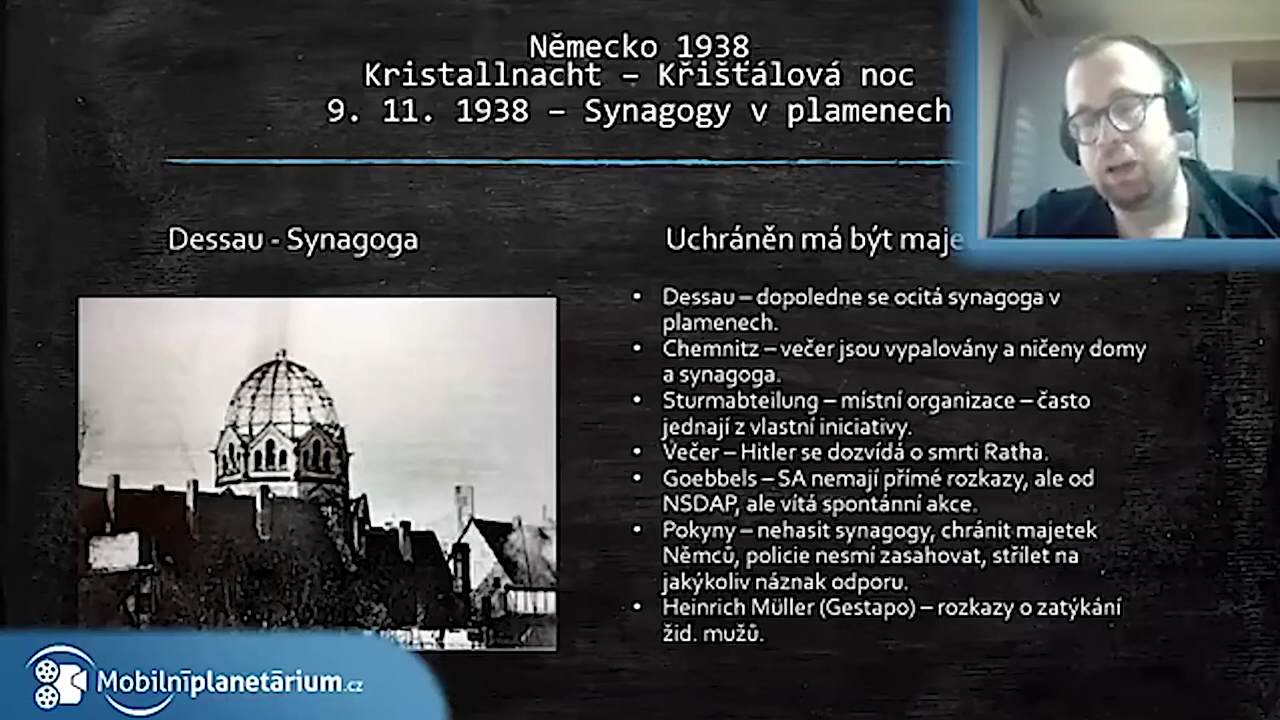 Německo 1938
Kristallnacht – Křišťálová noc
9. 11. 1938 – Synagogy v plamenech
Dessau - Synagoga
Uchráněn má být
Dessau – dopoledne se ocitá synagoga v
plamenech.
Chemnitz – večer jsou vypalovány a ničeny domy
a synagoga.
Sturmabteilung – místní organizace – často
jednají z vlastní iniciativy.
Večer – Hitler se dozvídá o smrti Ratha.
Goebbels – SA nemají přímé rozkazy, ale od
NSDAP, ale vítá spontánní akce.
Pokyny – nehasit synagogy, chránit majetek
Němců, policie nesmí zasahovat, střílet na
jakýkoliv náznak odporu.
Heinrich Müller (Gestapo) – rozkazy o zatýkání
žid. mužů.
Mobilníplanetárium.cz